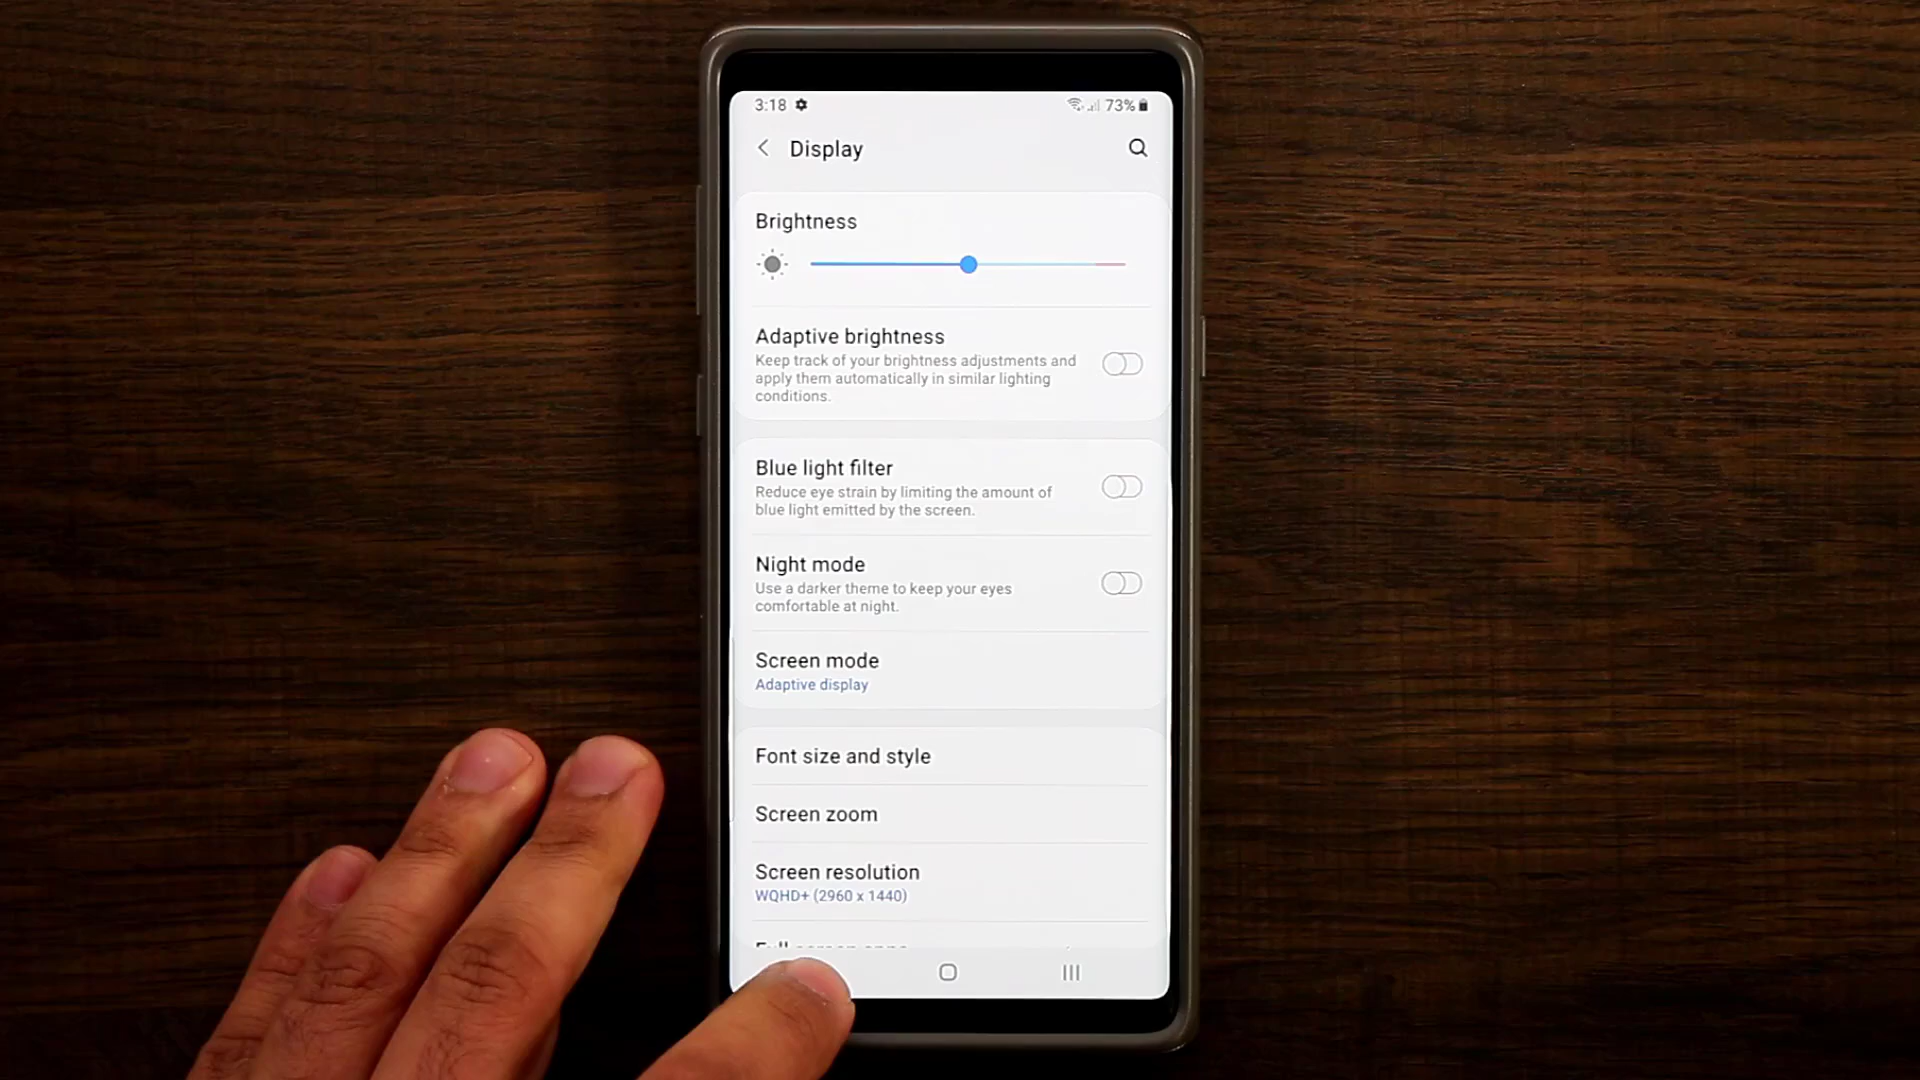 3:18 73%
Display
Brightness
Adaptive brightness
Keep track of your brightness adjustments and
apply them automatically in similar lighting
conditions.
Blue light filter
Reduce eye strain by limiting the amount of
blue light emitted by the screen.
Night mode
Use a darker theme to keep your eyes
comfortable at night.
Screen mode
Adaptive display
Font size and style
Screen zoom
Screen resolution
WQHD+ (2960 x 1440)
Full screen apps